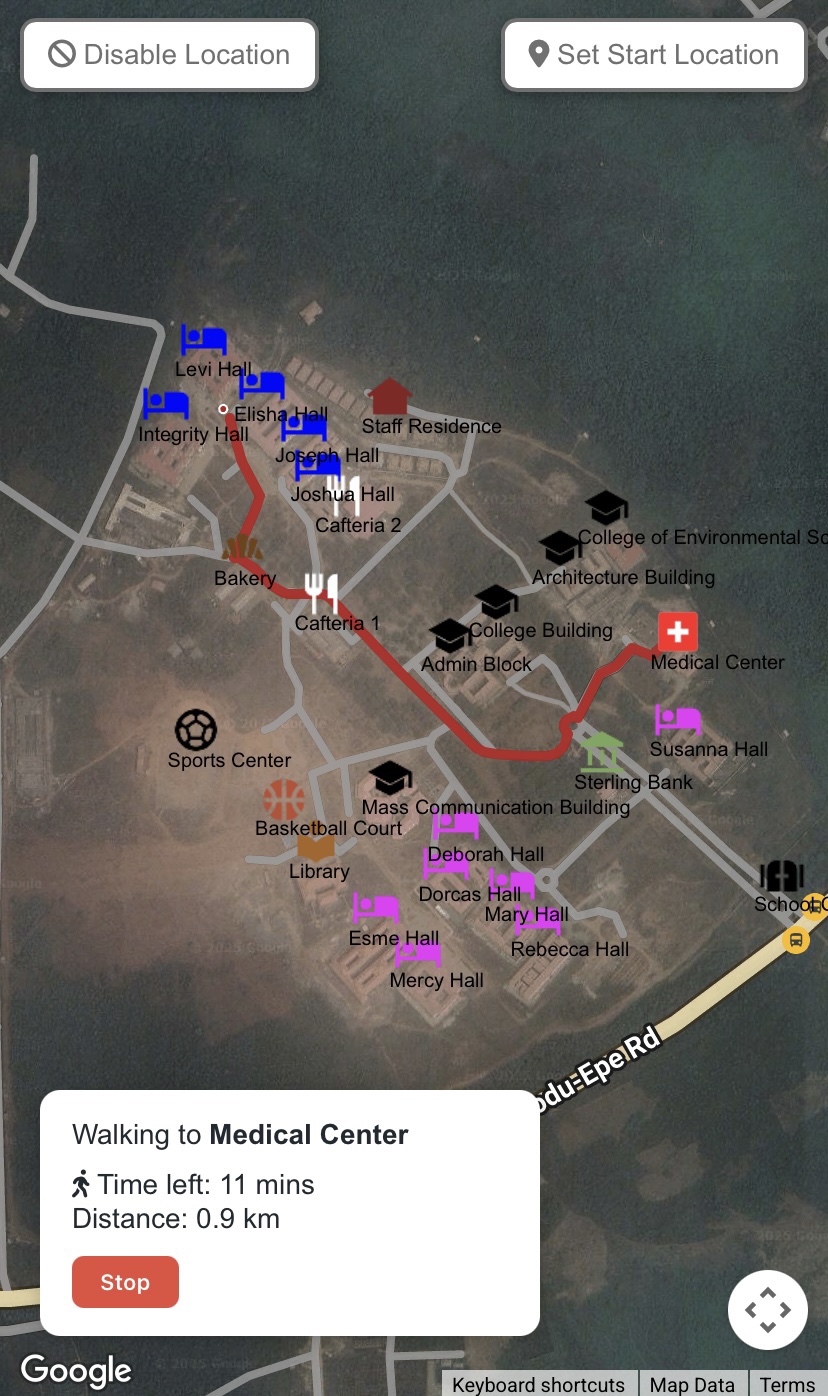 Disable Location
Set Start Location
Levi Hall
Elisha Hall
Integrity Hall
Staff Residence
Joseph Hall
Joshua Hall
Cafteria 2
College of Environmental
Architecture Building
Bakery
Cafteria 1
College Building
Admin Block
Medical Center
Susanna Hall
Sports Center
Sterling Bank
Mass Communication Building
Basketball Court
Deborah Hall
Library
Dorcas Hall
Mary Hall
School
Esme Hall
Rebecca Hall
Mercy Hall
odu-Epe Rd
Walking to Medical Center
Time left: 11 mins
Distance: 0.9 km
Stop
Google
Keyboard shortcuts
Map Data
Terms